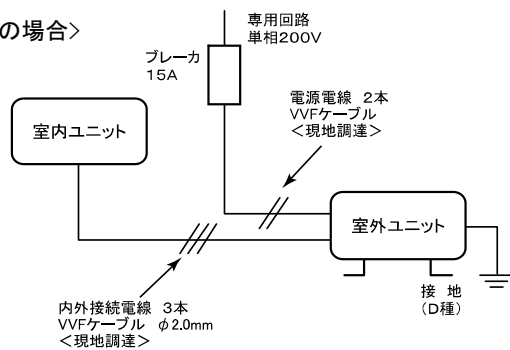 の場合>
専用回路
単相200V
ブレーカ
15A
電源電線 2本
VVFケーブル
<現地調達>
室内ユニット
室外ユニット
接 地
(D種)
内外接続電線 3本
VVFケーブル φ2.0mm
<現地調達>